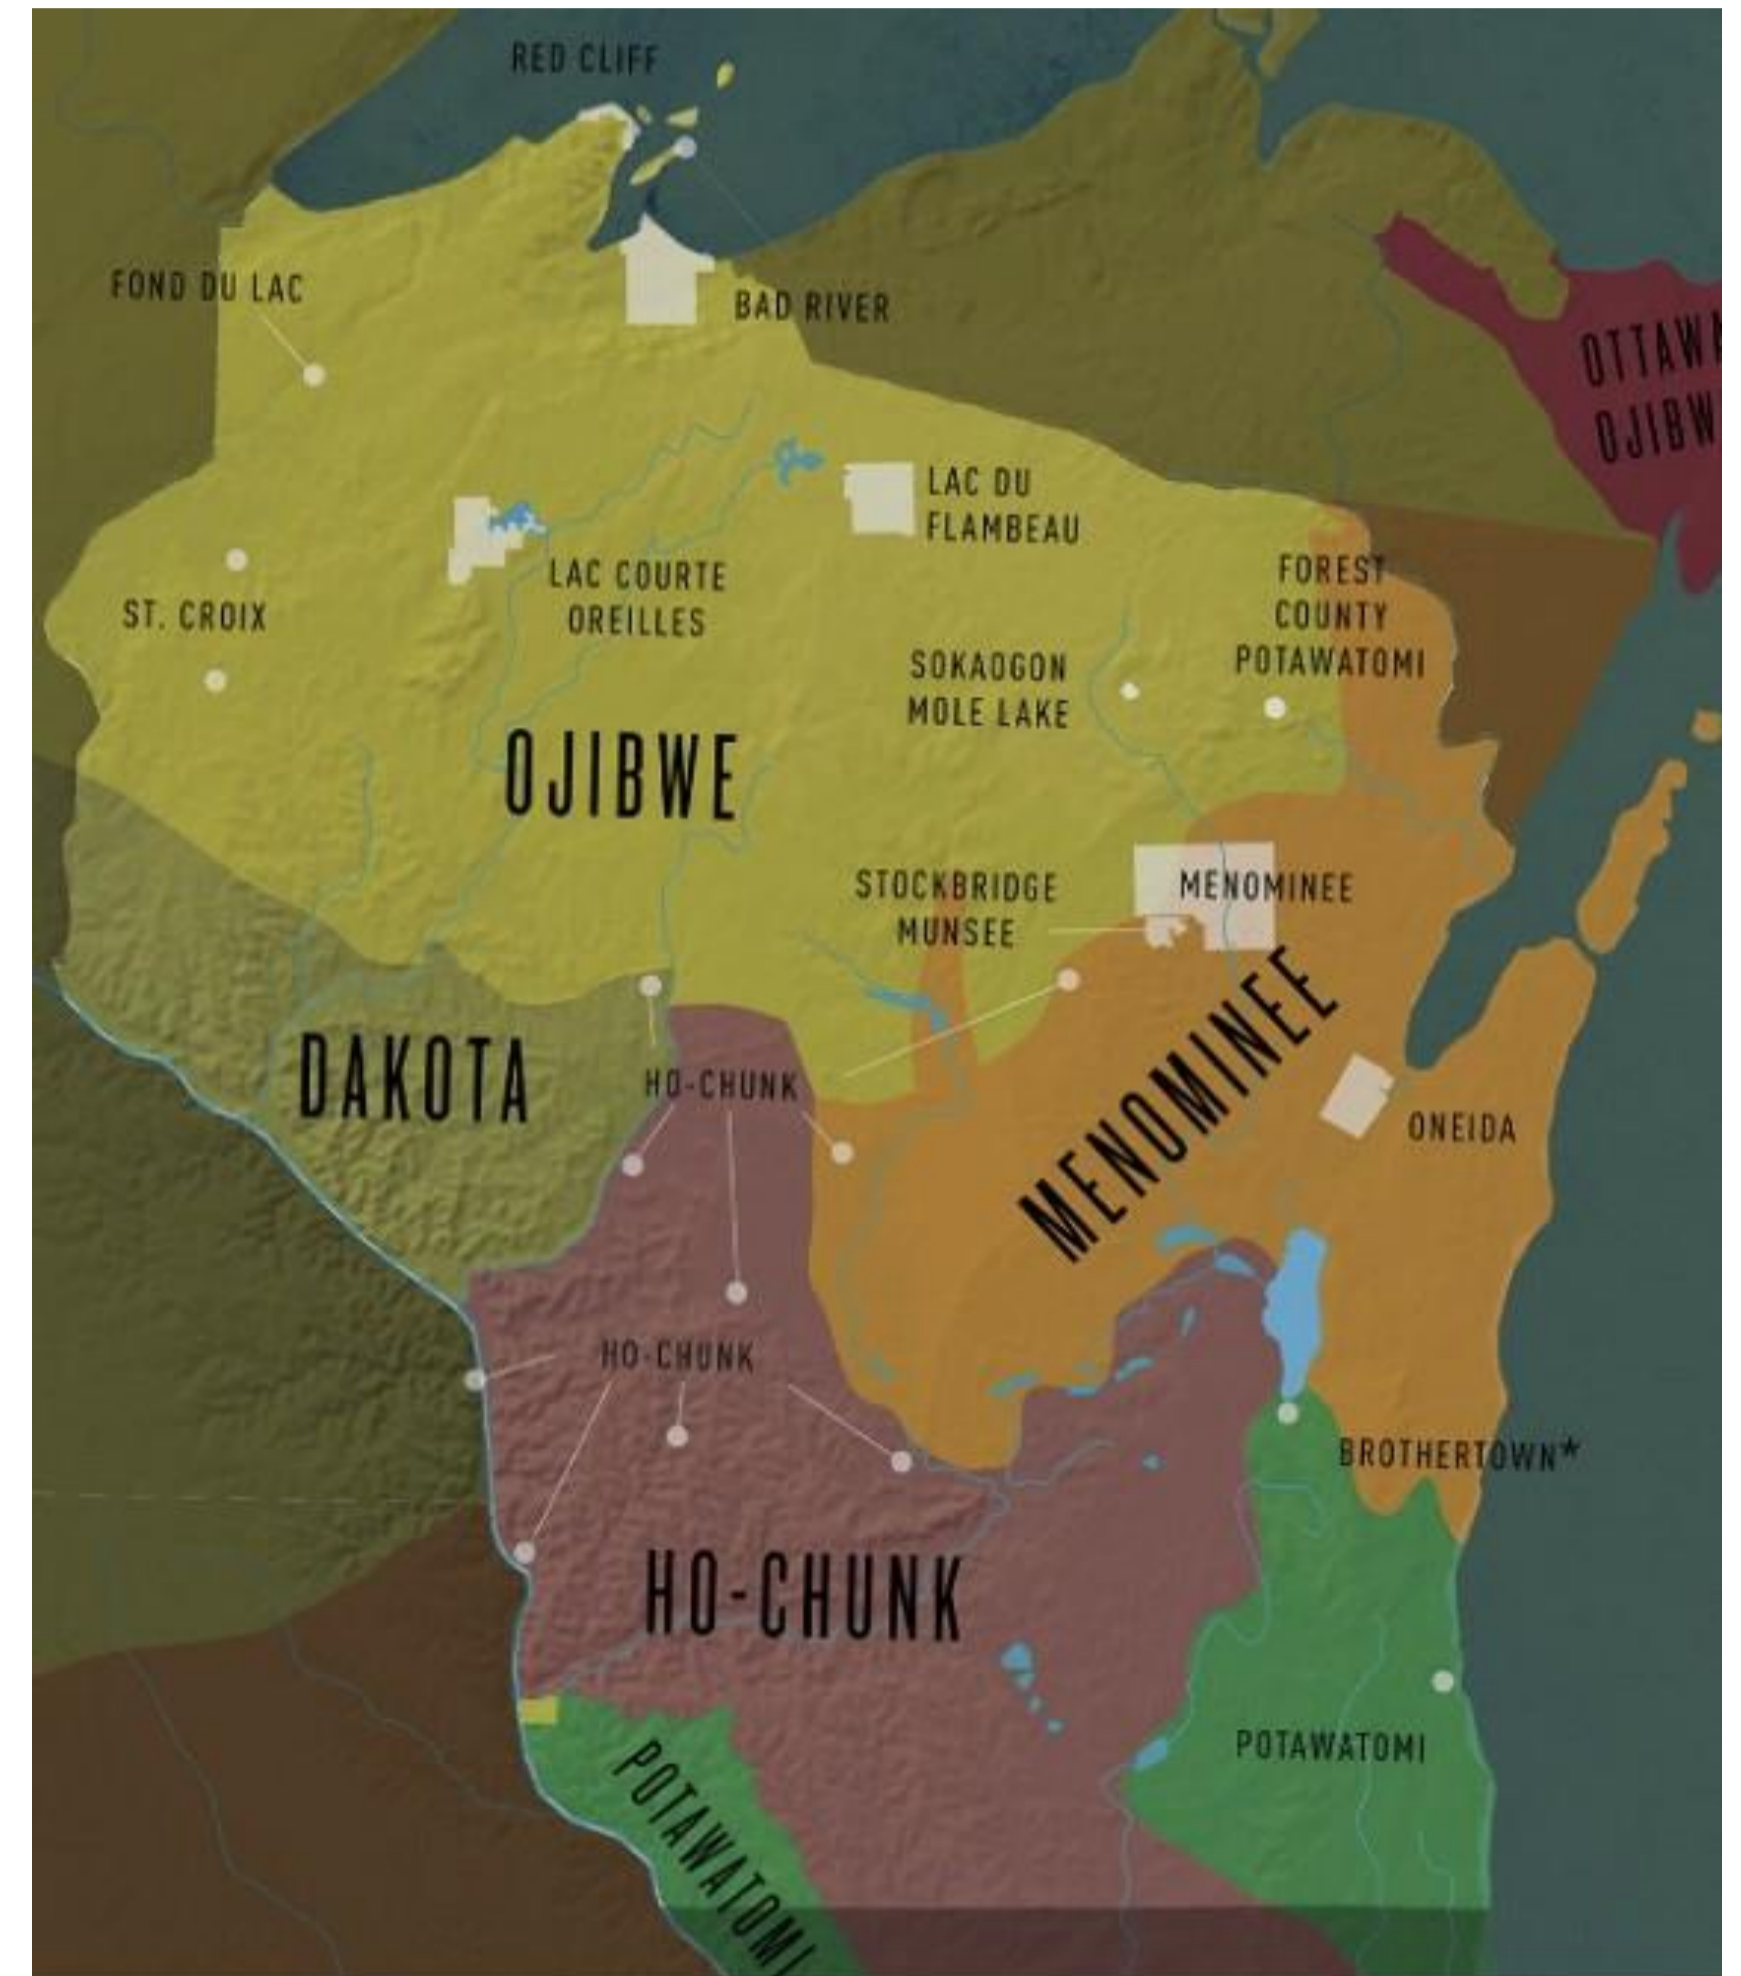 RED CLIFF
FOND DU LAC
BAD RIVER
OTTAWA
OJIBW
LAC DU
FLAMBEAU
LAC COURTE
OREILLES
ST. CROIX
FOREST
COUNTY
POTAWATOMI
SOKAOGON
MOLE LAKE
OJIBWE
STOCKBRIDGE
MUNSEE
MENOMINEE
DAKOTA
HO-CHUNK
MENOMINEE
ONEIDA
HO-CHUNK
BROTHERTOWN*
HO-CHUNK
POTAWATOMI
POTAWATOMI